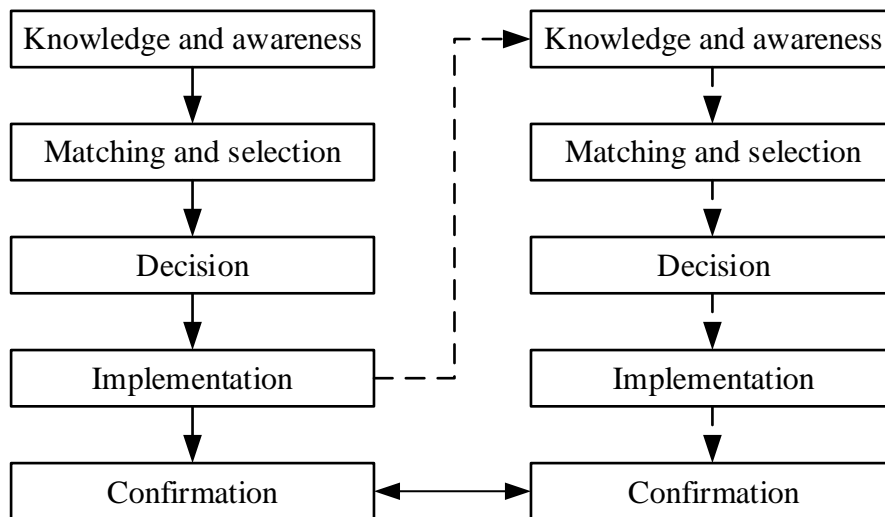 Knowledge and awareness
Matching and selection
Decision
Implementation
Confirmation
Knowledge and awareness
Matching and selection
Decision
Implementation
Confirmation